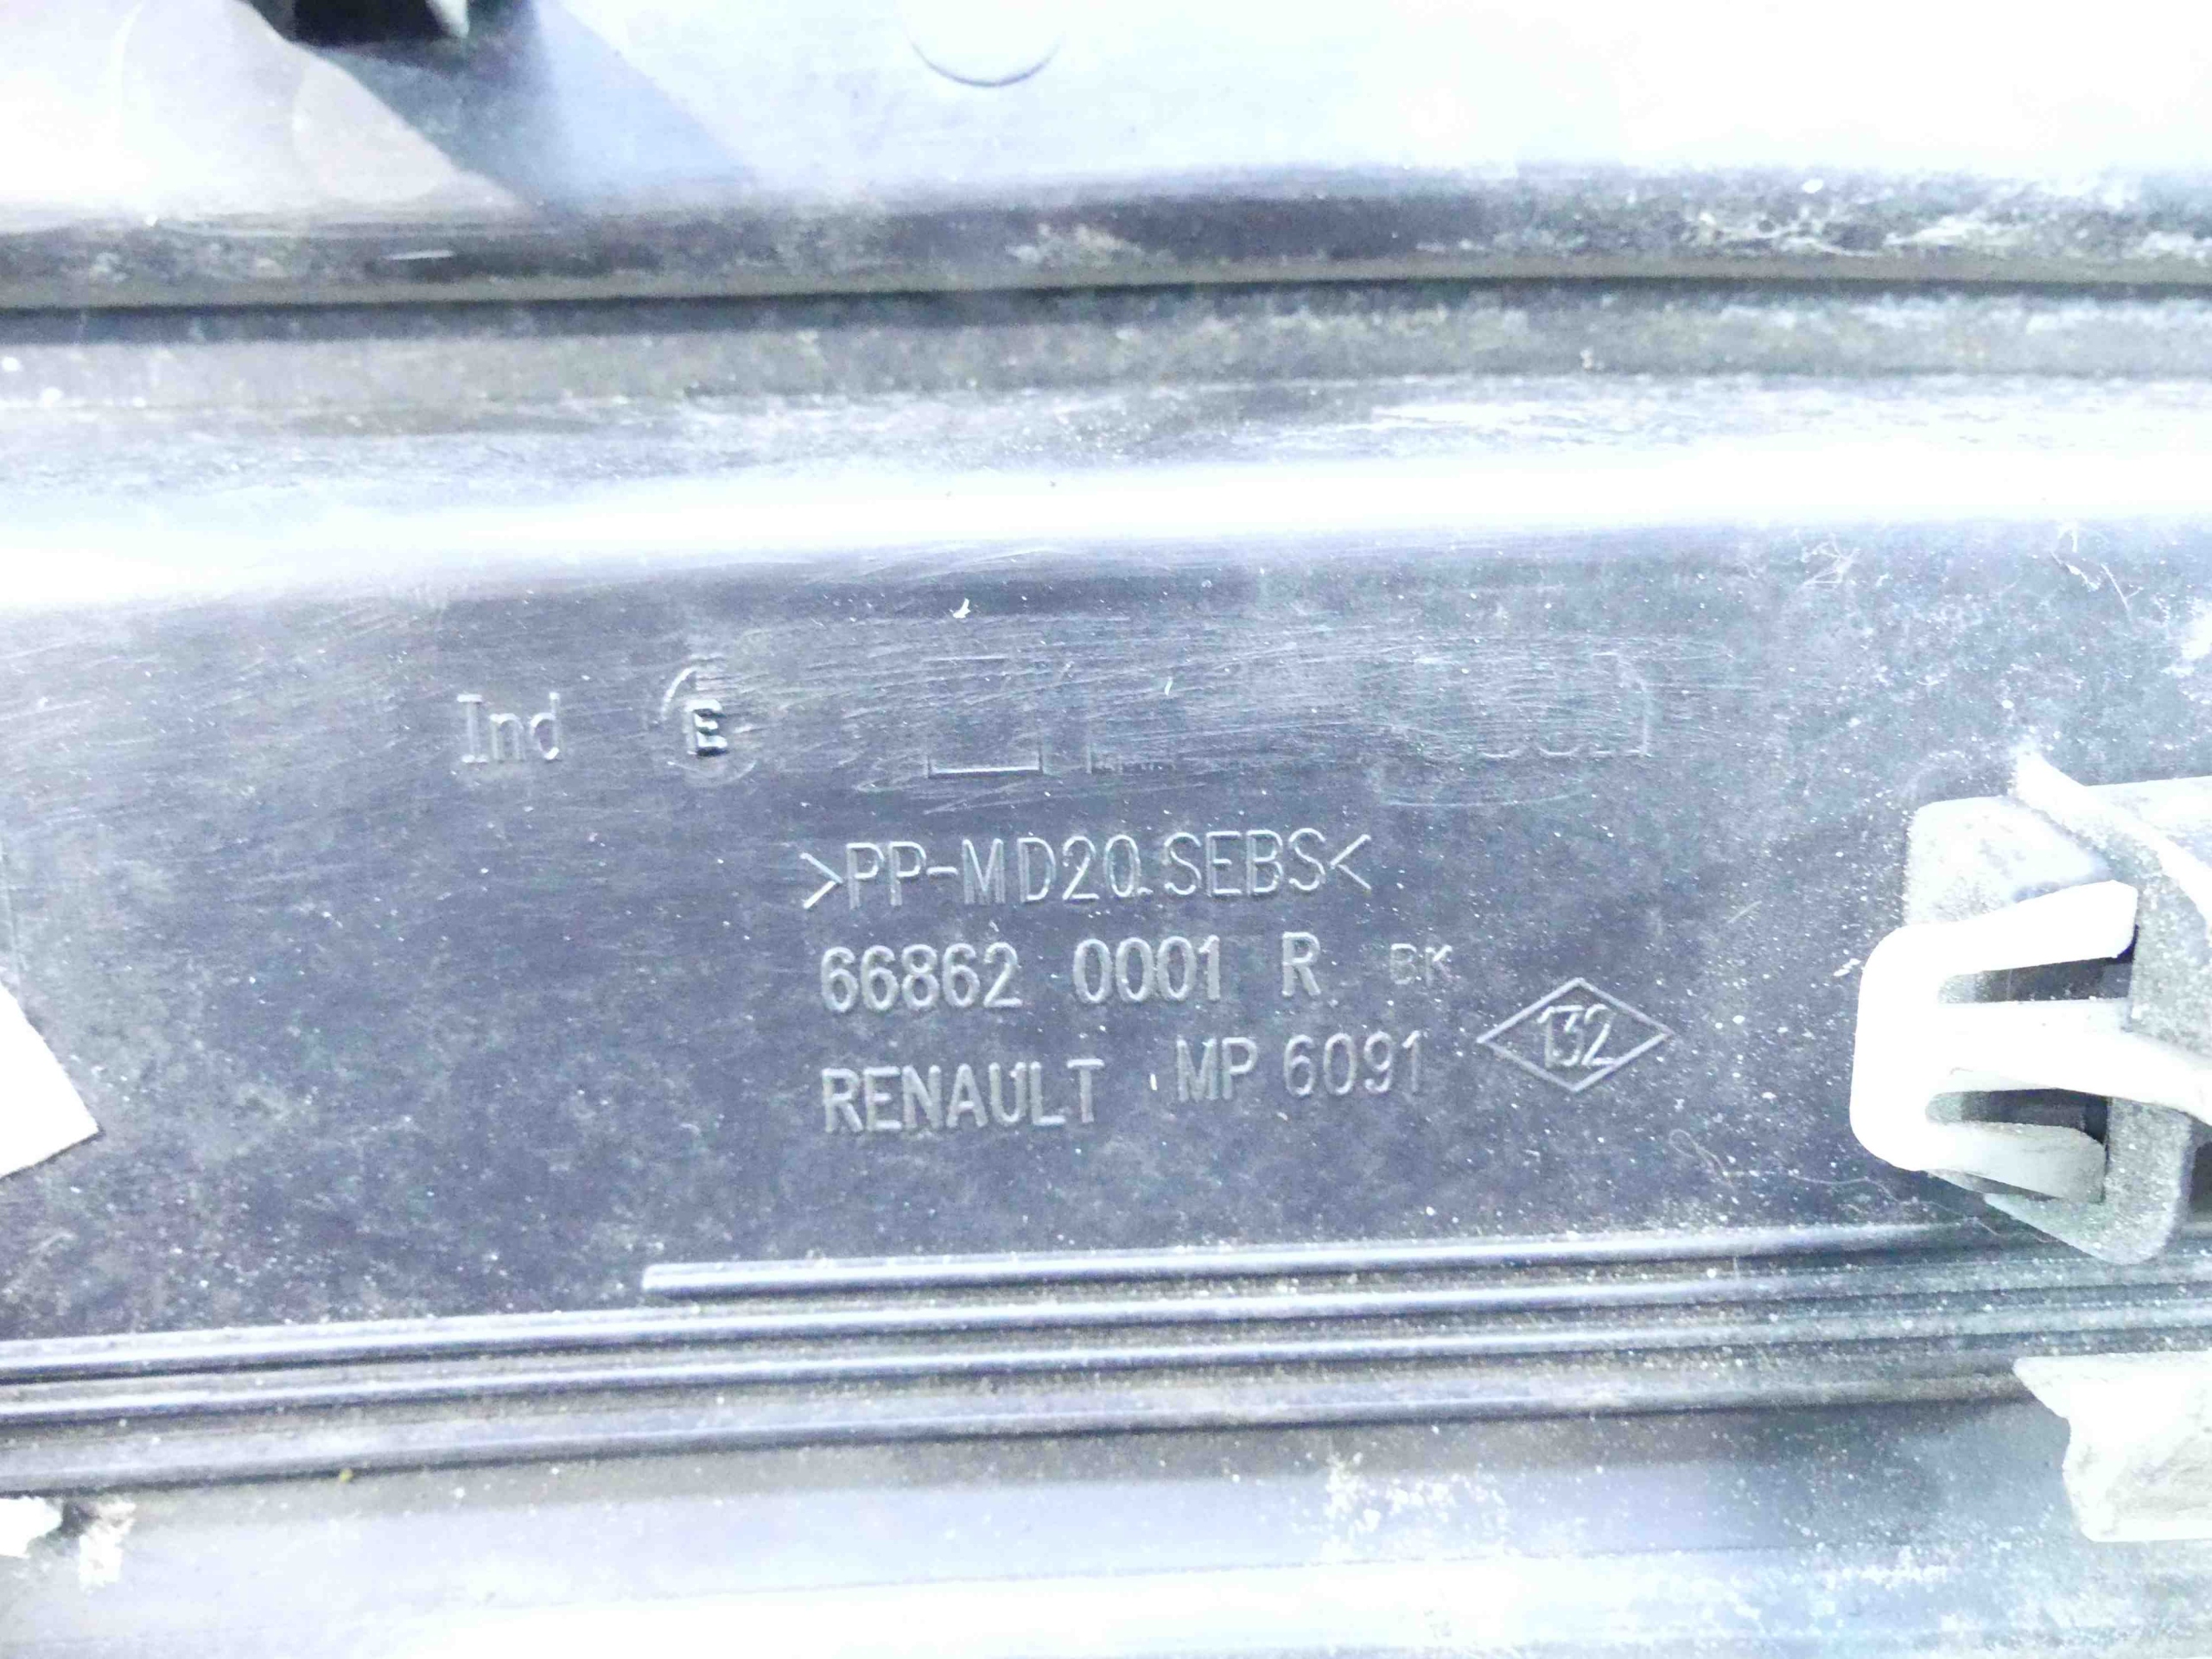 Ind E
>PP-MD20.SEBS<
66862 0001 R BK
RENAULT MP 6091 132